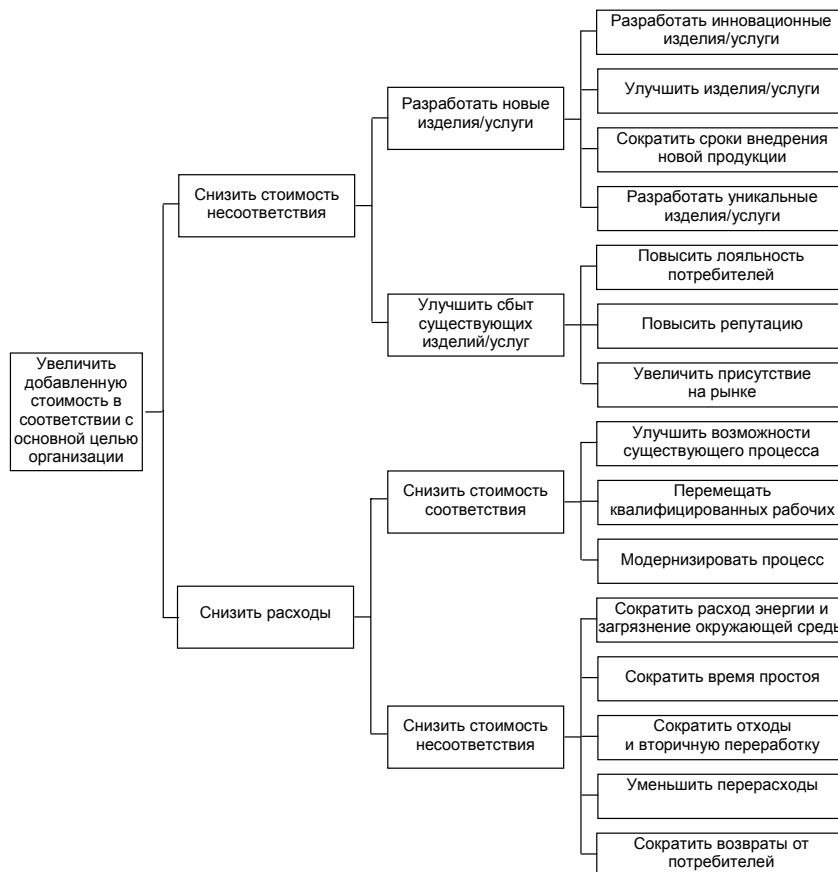 Увеличить
добавленную
стоимость в
соответствии с
основной целью
организации
Снизить стоимость
несоответствия
Разработать новые
изделия/услуги
Разработать инновационные
изделия/услуги
Улучшить изделия/услуги
Сократить сроки внедрения
новой продукции
Разработать уникальные
изделия/услуги
Улучшить сбыт
существующих
изделий/услуг
Повысить лояльность
потребителей
Повысить репутацию
Увеличить присутствие
на рынке
Снизить расходы
Снизить стоимость
соответствия
Улучшить возможности
существующего процесса
Перемещать
квалифицированных рабочих
Модернизировать процесс
Снизить стоимость
несоответствия
Сократить расход энергии и
загрязнение окружающей среды
Сократить время простоя
Сократить отходы
и вторичную переработку
Уменьшить перерасходы
Сократить возвраты от
потребителей